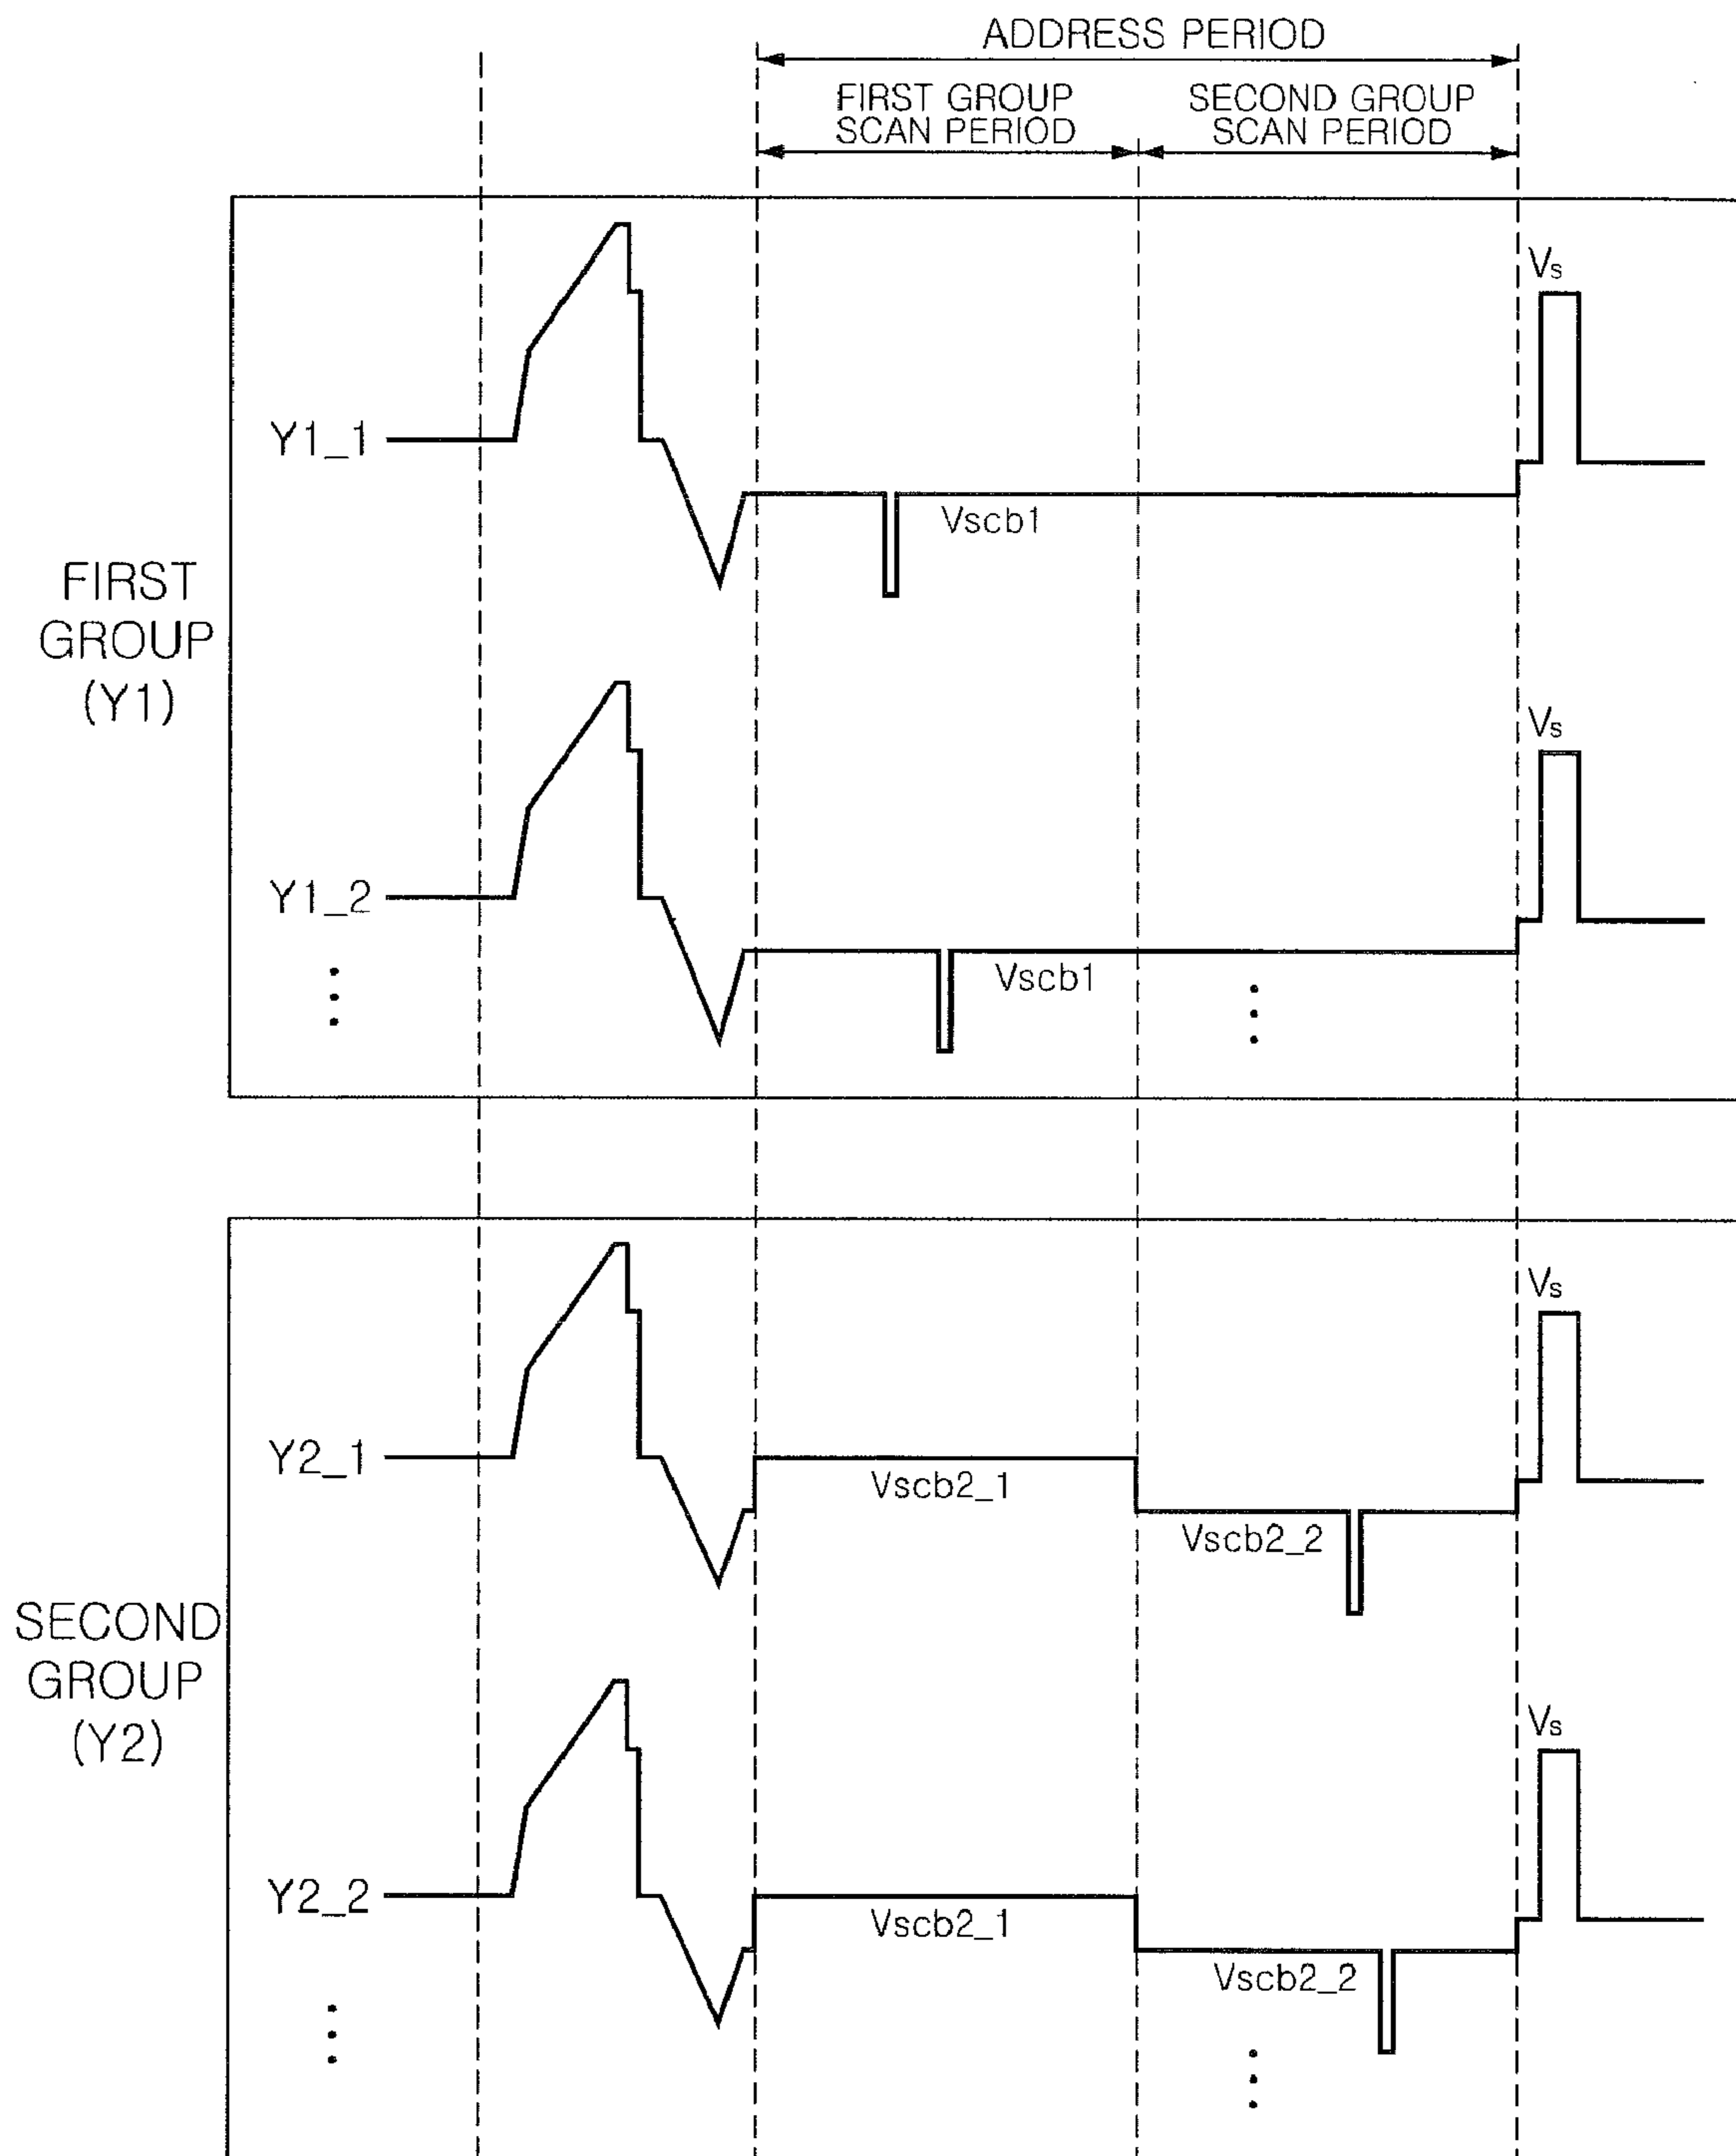 ADDRESS PERIOD
FIRST GROUP
SCAN PERIOD
SECOND GROUP
SCAN PERIOD
Vs
Y1_1
Vscb1
FIRST
GROUP
(Y1)
Vs
Y1_2
Vscb1
Vs
Y2_1
Vscb2_1
Vscb2_2
SECOND
GROUP
(Y2)
Vs
Y2_2
Vscb2_1
Vscb2_2